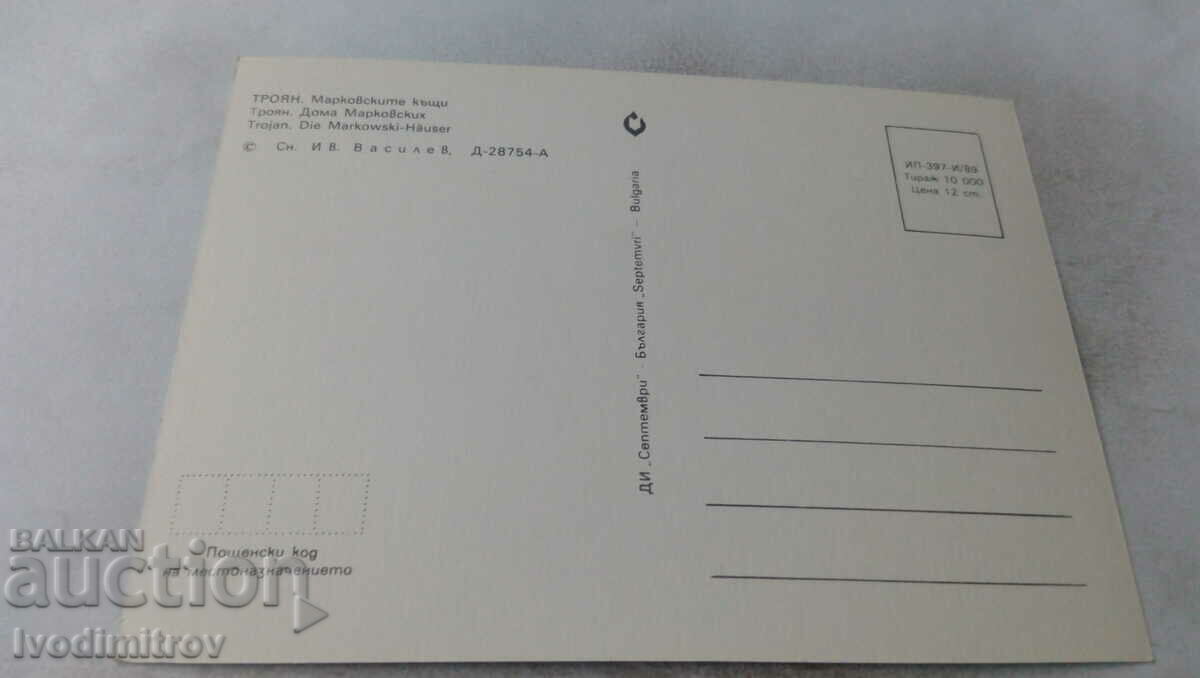 ТРОЯН. Марковските къщи
Троян. Дома Марковских
Trojan. Die Markowski-Häuser
© Сн. Ив. Василев, Д-28754-А
ДИ „Септември" - България „Septemvri" - Bulgaria
ИП-397-И/89
Тираж 10 000
Цена 12 ст.
Пощенски код
на местоназначението
BALKAN
auction
Ivodimitrov